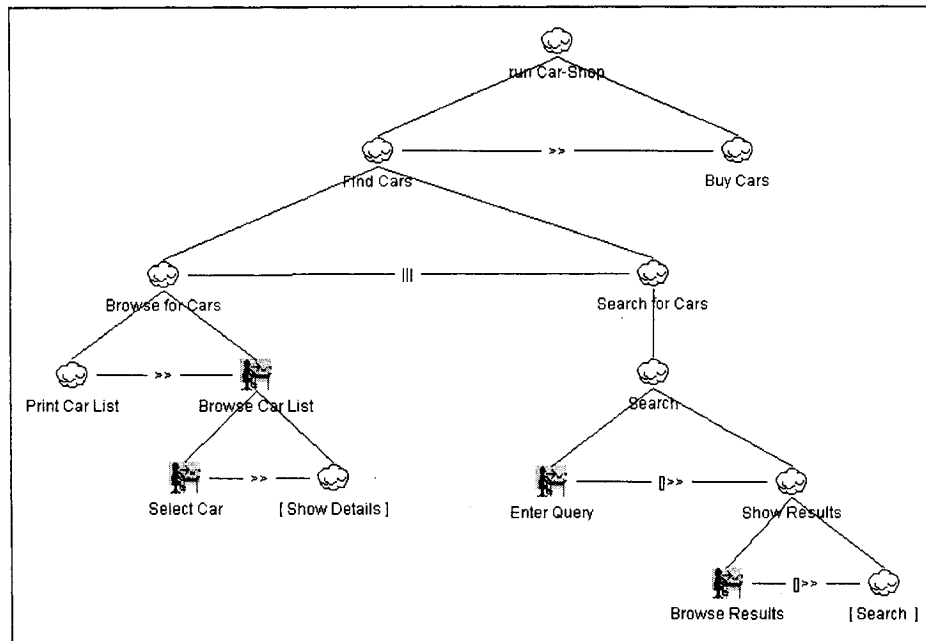 run Car-Shop
>>
Find Cars
Buy Cars
|||
Browse for Cars
Search for Cars
>>
Print Car List
Browse Car List
Search
>>
[]>>
Select Car
[ Show Details ]
Enter Query
Show Results
[]>>
Browse Results
[ Search ]